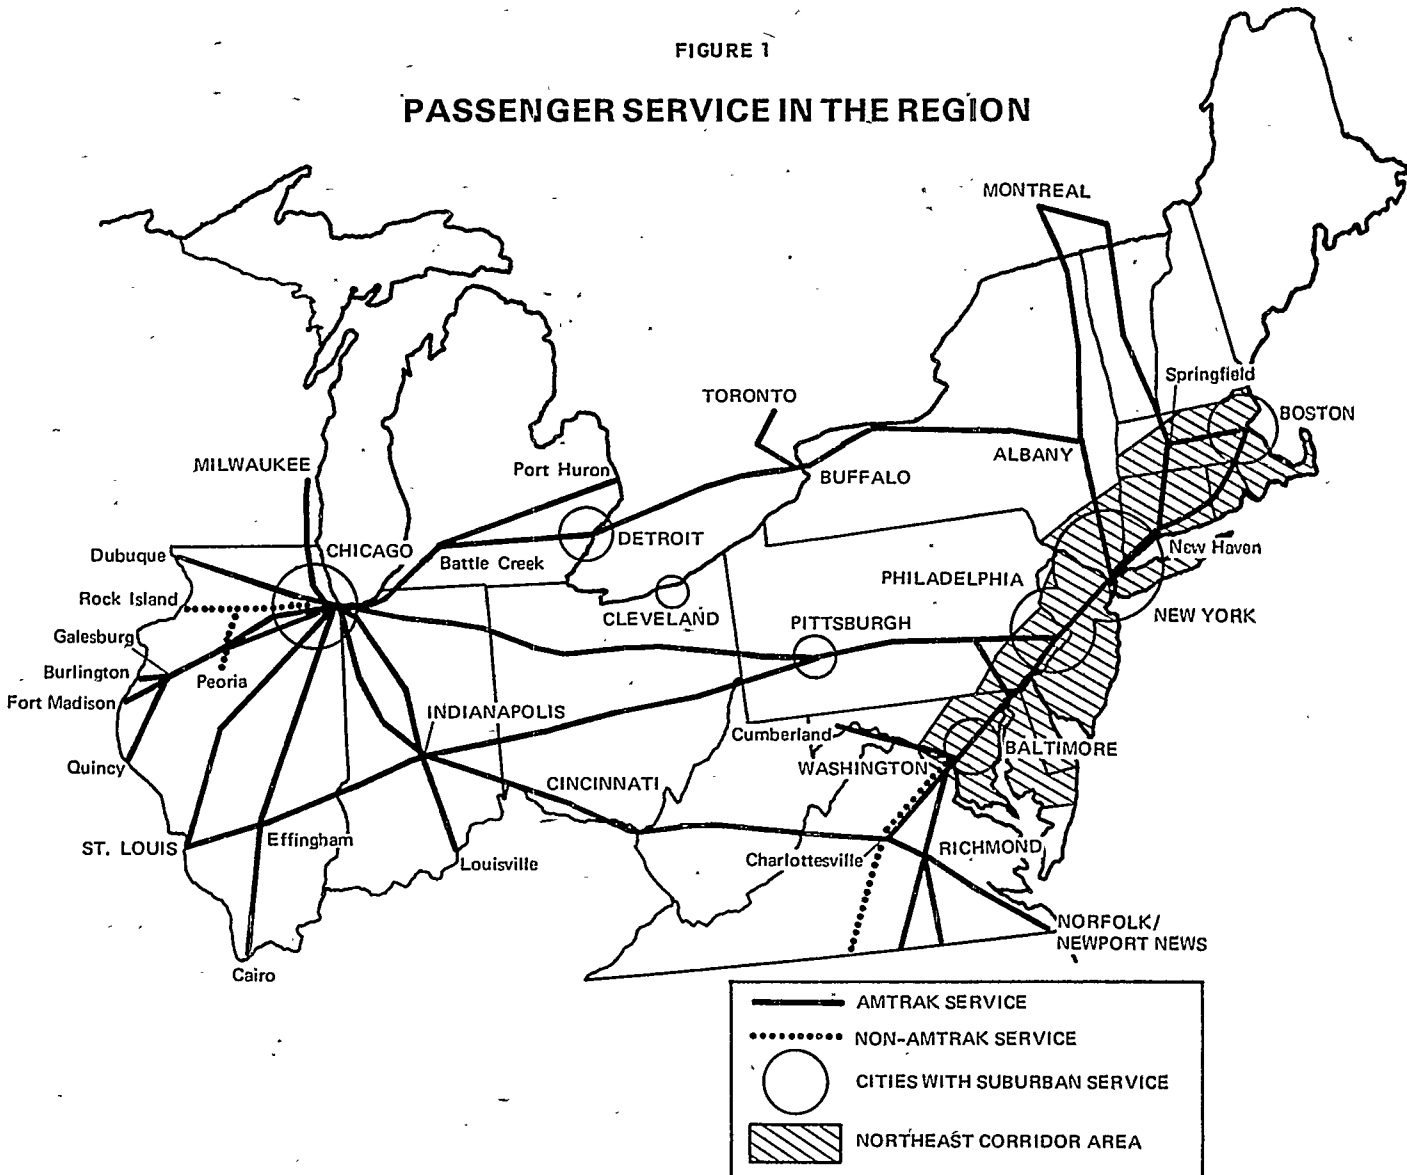 FIGURE 1
PASSENGER SERVICE IN THE REGION
MONTREAL
Springfield
TORONTO
BOSTON
MILWAUKEE
Port Huron
ALBANY
BUFFALO
Dubuque
CHICAGO
DETROIT
Battle Creek
New Haven
PHILADELPHIA
Rock Island
CLEVELAND
PITTSBURGH
NEW YORK
Galesburg
Burlington
Peoria
Fort Madison
INDIANAPOLIS
Cumberland
BALTIMORE
Quincy
WASHINGTON
CINCINNATI
ST. LOUIS
Effingham
RICHMOND
Louisville
Charlottesville
NORFOLK/
NEWPORT NEWS
Cairo
AMTRAK SERVICE
NON-AMTRAK SERVICE
CITIES WITH SUBURBAN SERVICE
NORTHEAST CORRIDOR AREA